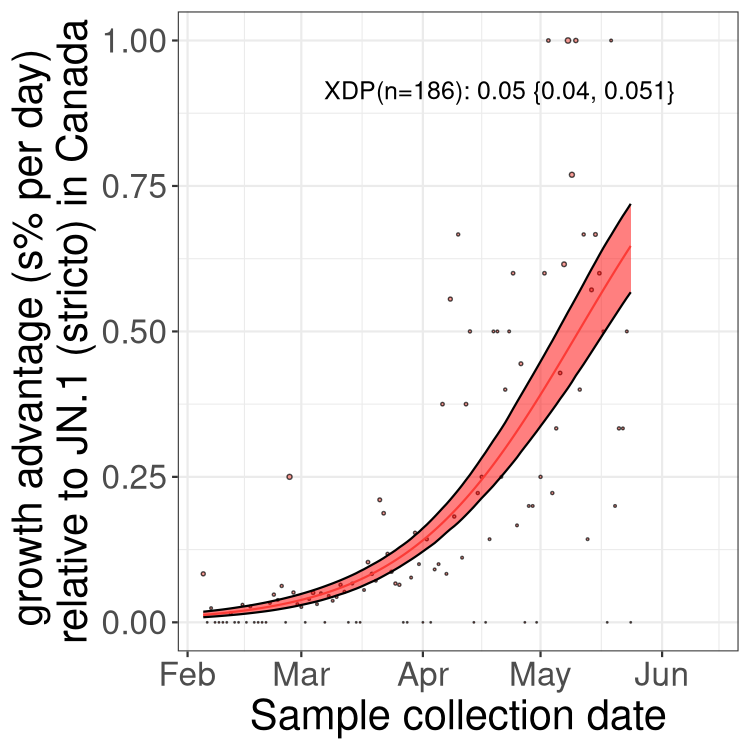 growth advantage (s% per day)
relative to JN.1 (stricto) in Canada
1.00
0.75
0.50
0.25
0.00
XDP(n=186): 0.05 {0.04, 0.051}
Feb Mar Apr May Jun
Sample collection date